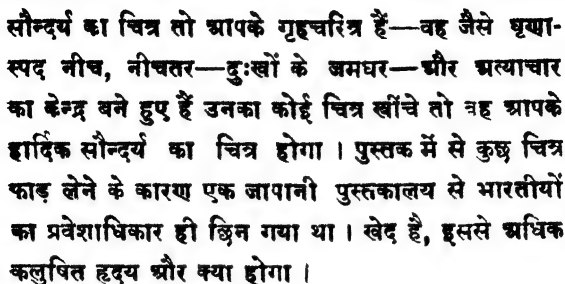 सौन्दर्य का चित्र तो आपके गृहचरित्र हैं—वह जैसे घृणा-
स्पद नीच, नीचतर—दुःखों के जमघर—और अत्याचार
का केन्द्र बने हुए हैं उनका कोई चित्र खींचे तो वह आपके
हार्दिक सौन्दर्य का चित्र होगा । पुस्तक में से कुछ चित्र
फाड़ लेने के कारण एक जापानी पुस्तकालय से भारतीयों
का प्रवेशाधिकार ही छिन गया था । खेद है, इससे अधिक
कलुषित हृदय और क्या होगा ।